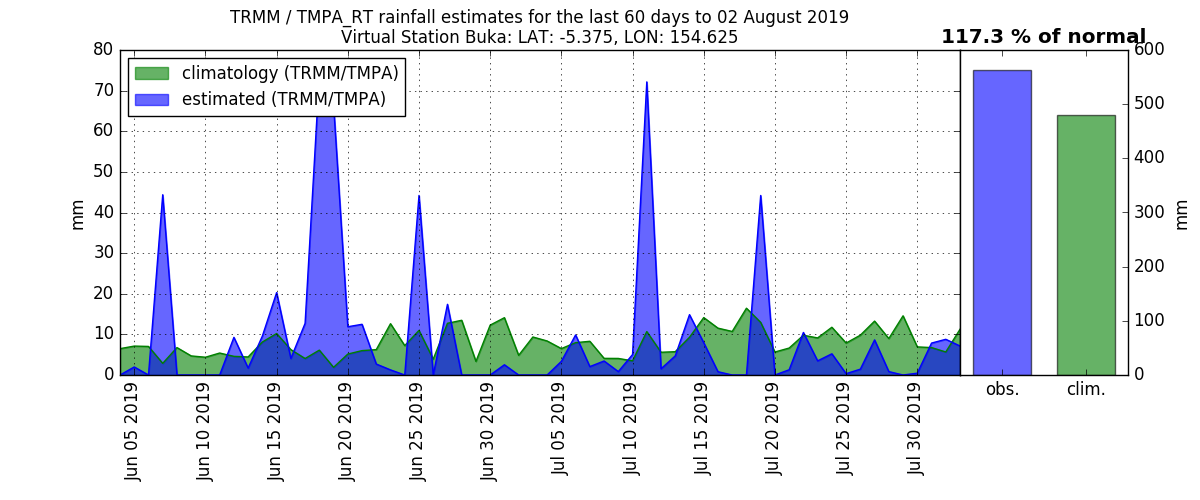 TRMM / TMPA_RT rainfall estimates for the last 60 days to 02 August 2019
Virtual Station Buka: LAT: -5.375, LON: 154.625
117.3 % of normal
climatology (TRMM/TMPA)
estimated (TRMM/TMPA)
80
70
60
50
40
30
20
10
0
mm
Jun 05 2019
Jun 10 2019
Jun 15 2019
Jun 20 2019
Jun 25 2019
Jun 30 2019
Jul 05 2019
Jul 10 2019
Jul 15 2019
Jul 20 2019
Jul 25 2019
Jul 30 2019
obs.
clim.
600
500
400
300
200
100
0
mm